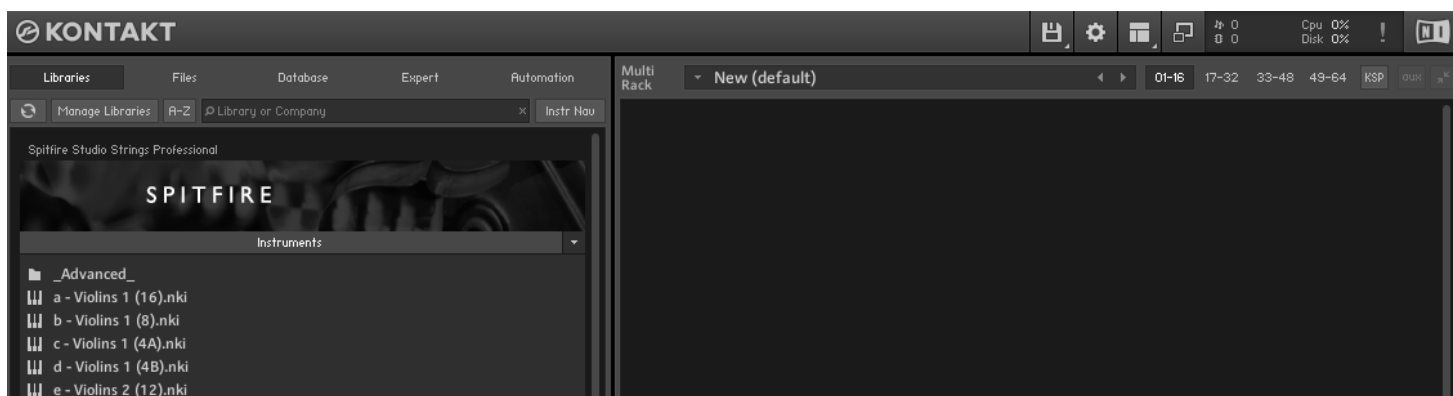 KONTAKT
0
0
Cpu 0%
Disk 0%
!
NI
Libraries Files Database Expert Automation
Multi Rack
New (default)
01-16 17-32 33-48 49-64 KSP aux
Manage Libraries A-Z Library or Company × Instr Nav
Spitfire Studio Strings Professional
SPITFIRE
Instruments
_Advanced_
a - Violins 1 (16).nki
b - Violins 1 (8).nki
c - Violins 1 (4A).nki
d - Violins 1 (4B).nki
e - Violins 2 (12).nki